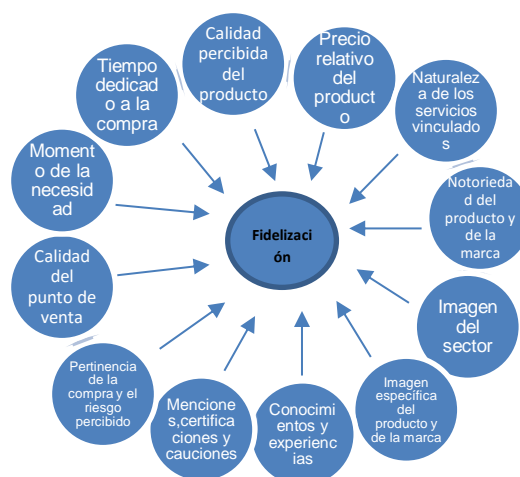 Calidad
percibida
del
producto
Precio
relativo
del
product
o
Naturalez
a de los
servicios
vinculado
s
Notorieda
d del
producto y
de la
marca
Imagen
del
sector
Imagen
específica
del
producto y
de la marca
Conocimi
entos y
experienc
ias
Mencione
s,certifica
ciones y
cauciones
Pertinencia
de la
compra y el
riesgo
percibido
Calidad
del
punto de
venta
Moment
o de la
necesid
ad
Tiempo
dedicad
o a la
compra
Fidelizaci
ón